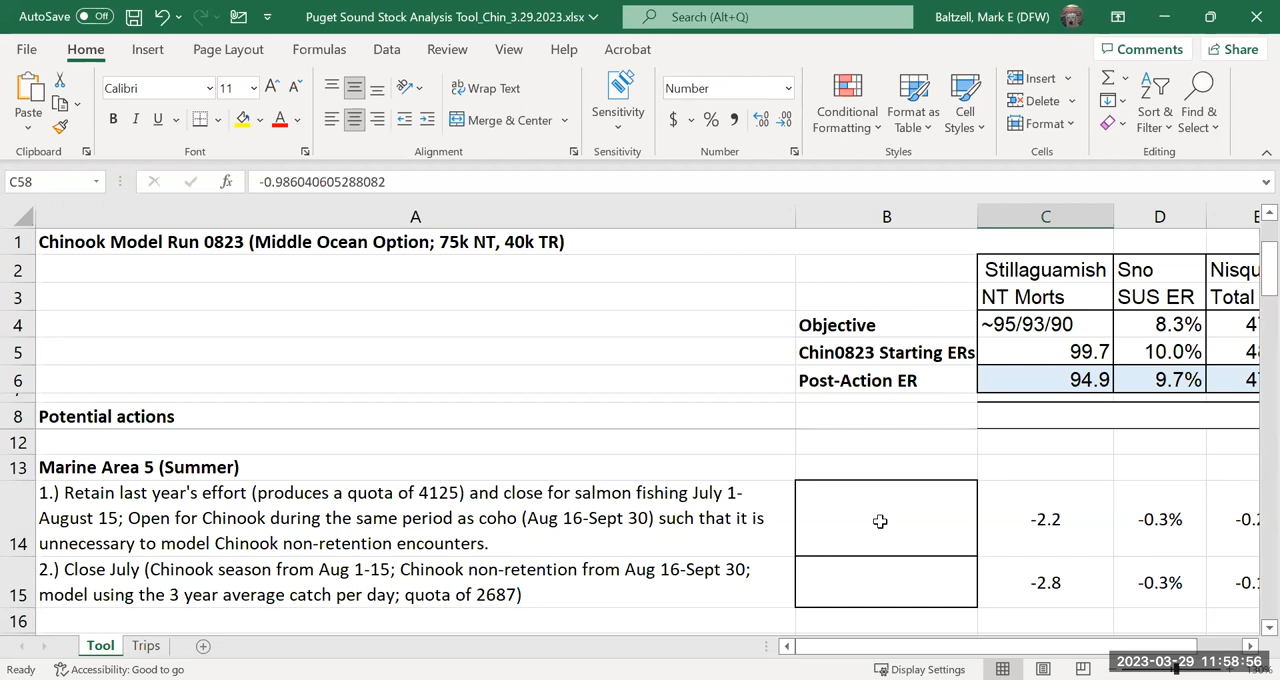 AutoSave Off Puget Sound Stock Analysis Tool_Chin_3.29.2023.xlsx Search (Alt+Q) Baltzell, Mark E (DFW)
File Home Insert Page Layout Formulas Data Review View Help Acrobat Comments Share
Paste Calibri 11 Wrap Text Sensitivity Number Conditional Formatting Format as Table Cell Styles Insert Sort & Filter Find & Select
B I U Merge & Center $ % Delete
Format
Clipboard Font Alignment Sensitivity Number Styles Cells Editing
C58 fx -0.986040605288082
A B C D E
1 Chinook Model Run 0823 (Middle Ocean Option; 75k NT, 40k TR)
2 Stillaguamish Sno Nisqu
3 NT Morts SUS ER Total
4 Objective ~95/93/90 8.3% 47
5 Chin0823 Starting ERs 99.7 10.0% 48
6 Post-Action ER 94.9 9.7% 47
8 Potential actions
12
13 Marine Area 5 (Summer)
1.) Retain last year's effort (produces a quota of 4125) and close for salmon fishing July 1-
August 15; Open for Chinook during the same period as coho (Aug 16-Sept 30) such that it is -2.2 -0.3% -0.2
14 unnecessary to model Chinook non-retention encounters.
2.) Close July (Chinook season from Aug 1-15; Chinook non-retention from Aug 16-Sept 30; -2.8 -0.3% -0.1
15 model using the 3 year average catch per day; quota of 2687)
16
Tool Trips
Ready Accessibility: Good to go Display Settings 2023-03-29 11:58:56